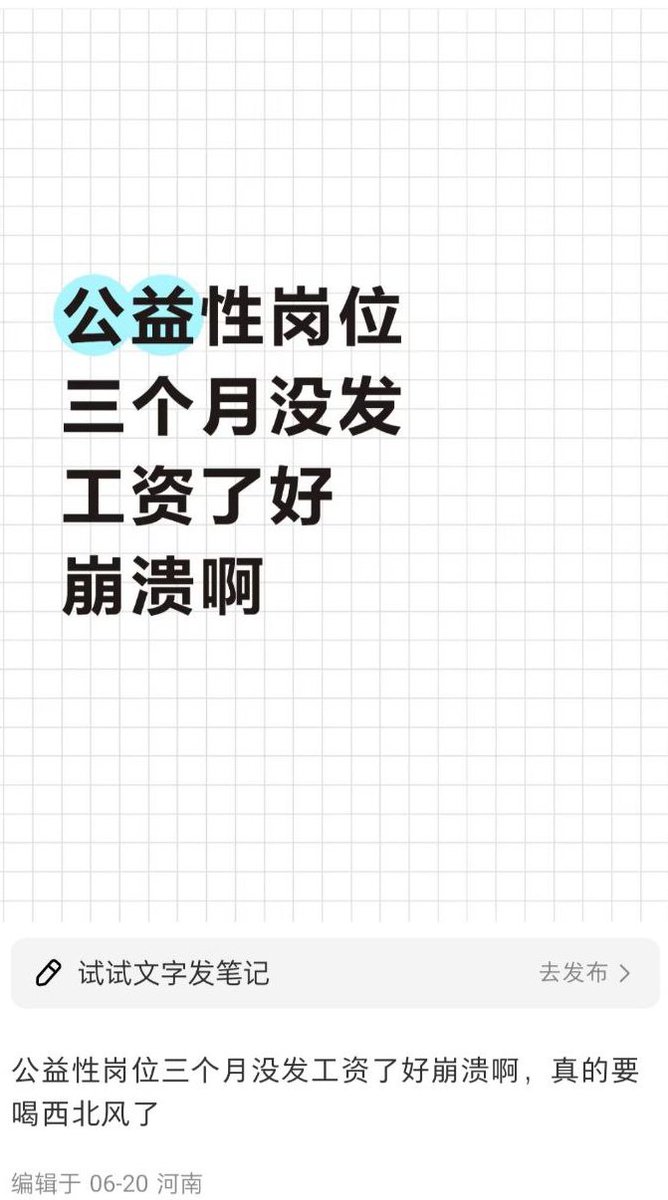 公益性岗位
三个月没发
工资了好
崩溃啊
试试文字发笔记
去发布
公益性岗位三个月没发工资了好崩溃啊，真的要
喝西北风了
编辑于 06-20 河南